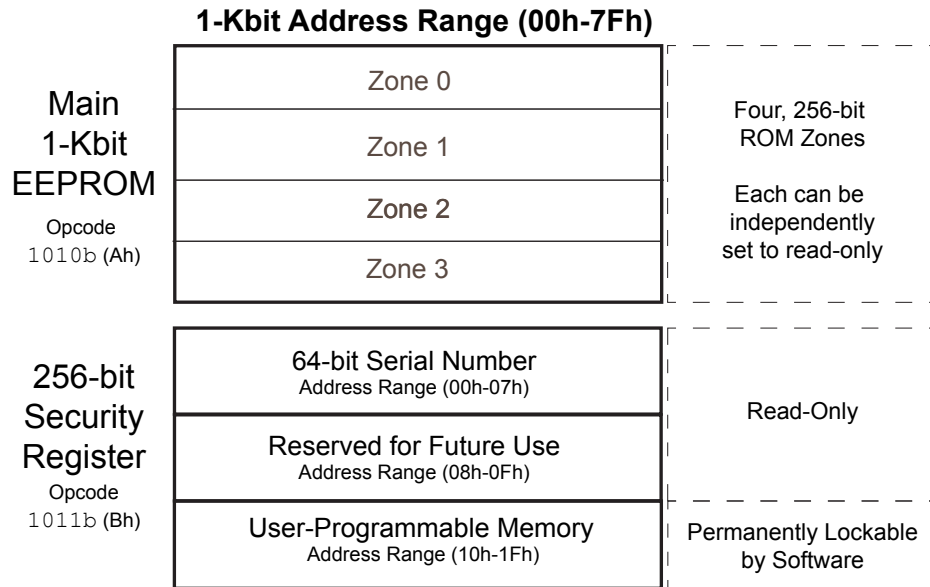 1-Kbit Address Range (00h-7Fh)
Main
1-Kbit
EEPROM
Opcode
1010b (Ah)
Zone 0
Zone 1
Zone 2
Zone 3
Four, 256-bit
ROM Zones
Each can be
independently
set to read-only
256-bit
Security
Register
Opcode
1011b (Bh)
64-bit Serial Number
Address Range (00h-07h)
Reserved for Future Use
Address Range (08h-0Fh)
User-Programmable Memory
Address Range (10h-1Fh)
Read-Only
Permanently Lockable
by Software